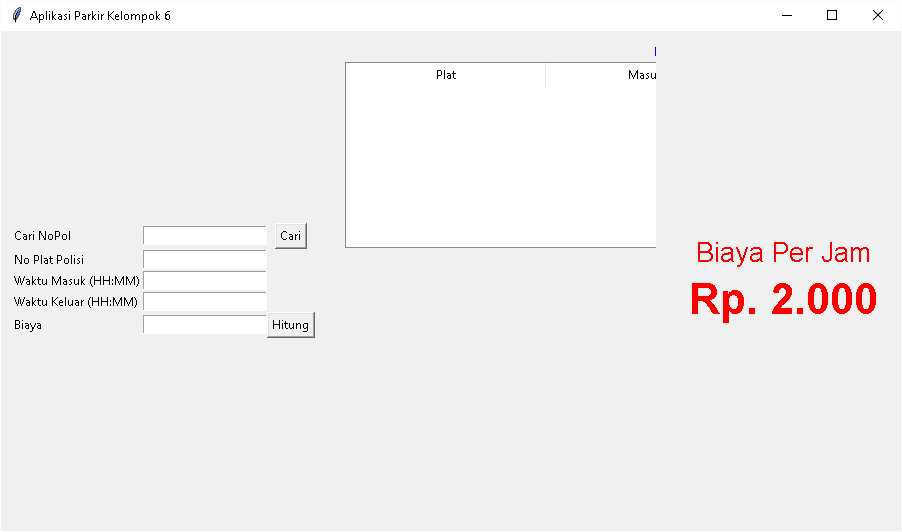 Aplikasi Parkir Kelompok 6
Plat Masu
Cari NoPol Cari
No Plat Polisi
Waktu Masuk (HH:MM)
Waktu Keluar (HH:MM)
Biaya Hitung
Biaya Per Jam
Rp. 2.000